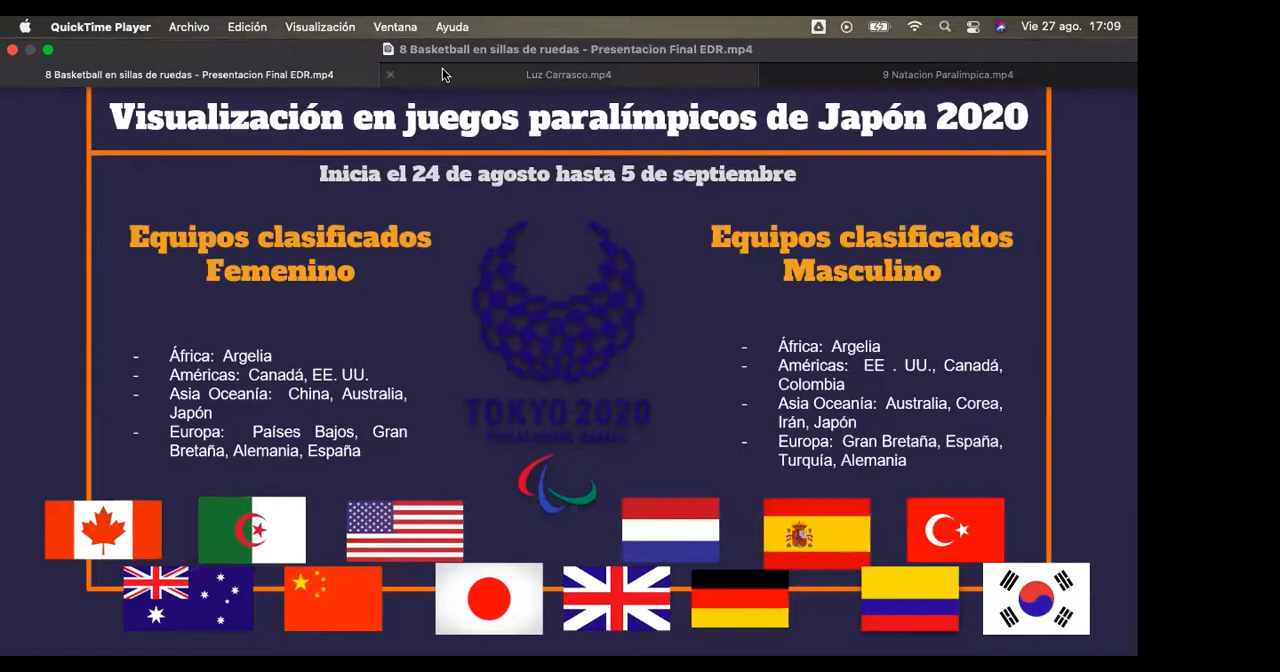 QuickTime Player Archivo Edición Visualización Ventana Ayuda Vie 27 ago. 17:09
8 Basketball en sillas de ruedas - Presentacion Final EDR.mp4
8 Basketball en sillas de ruedas - Presentacion Final EDR.mp4 Luz Carrasco.mp4 9 Natacion Paralimpica.mp4
Visualización en juegos paralímpicos de Japón 2020
Inicia el 24 de agosto hasta 5 de septiembre
Equipos clasificados
Femenino
- África: Argelia
- Américas: Canadá, EE. UU.
- Asia Oceanía: China, Australia,
Japón
- Europa: Países Bajos, Gran
Bretaña, Alemania, España
TOKYO 2020
PARALYMPIC GAMES
Equipos clasificados
Masculino
- África: Argelia
- Américas: EE . UU., Canadá,
Colombia
- Asia Oceanía: Australia, Corea,
Irán, Japón
- Europa: Gran Bretaña, España,
Turquía, Alemania